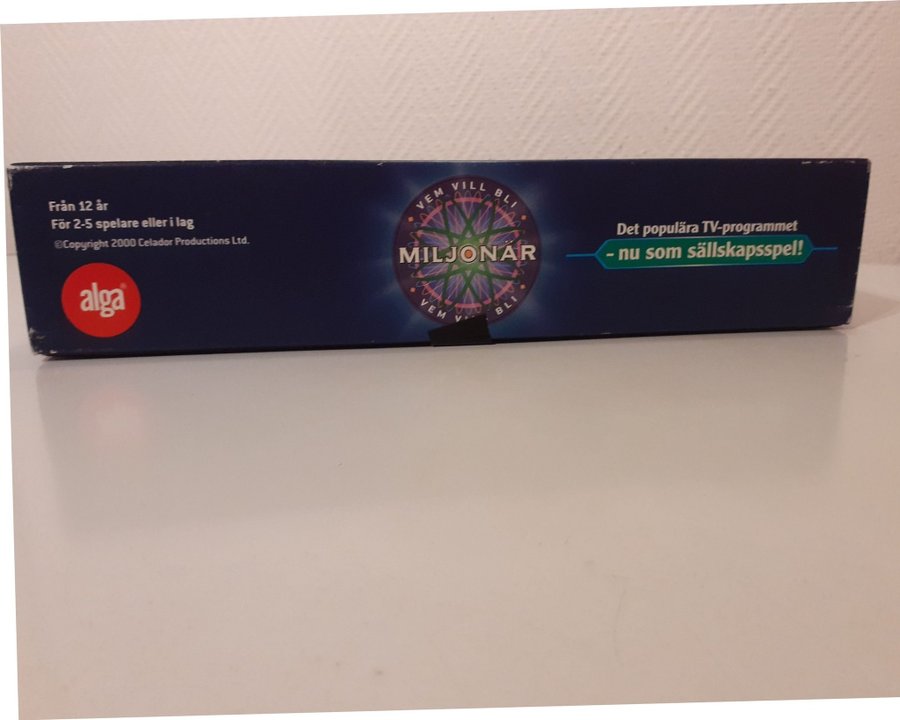 Från 12 år
För 2-5 spelare eller i lag
©Copyright 2000 Celador Productions Ltd.
alga
VEM VILL BLI
MILJONÄR
VEM BLI
Det populära TV-programmet
- nu som sällskapsspel!